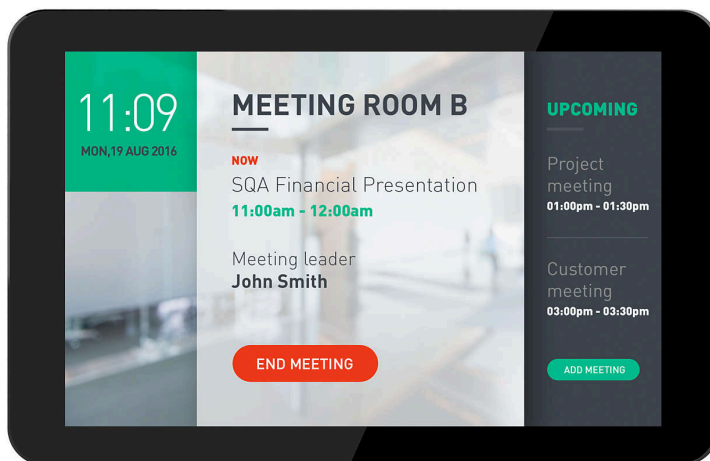 11:09
MON,19 AUG 2016
MEETING ROOM B
NOW
SQA Financial Presentation
11:00am - 12:00am
Meeting leader
John Smith
END MEETING
UPCOMING
Project
meeting
01:00pm - 01:30pm
Customer
meeting
03:00pm - 03:30pm
ADD MEETING